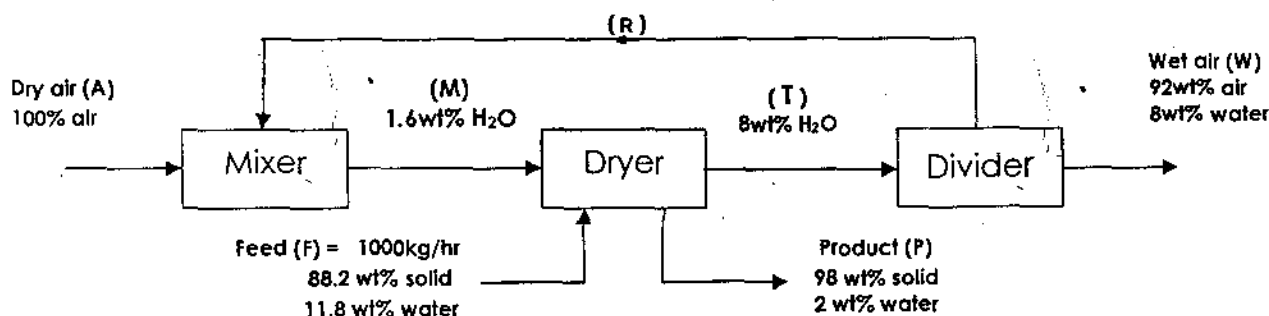 (R)
Dry air (A)
100% air
(M)
1.6wt% H₂O
(T)
8wt% H₂O
Wet air (W)
92wt% air
8wt% water
Mixer
Dryer
Divider
Feed (F) = 1000kg/hr
88.2 wt% solid
11.8 wt% water
Product (P)
98 wt% solid
2 wt% water